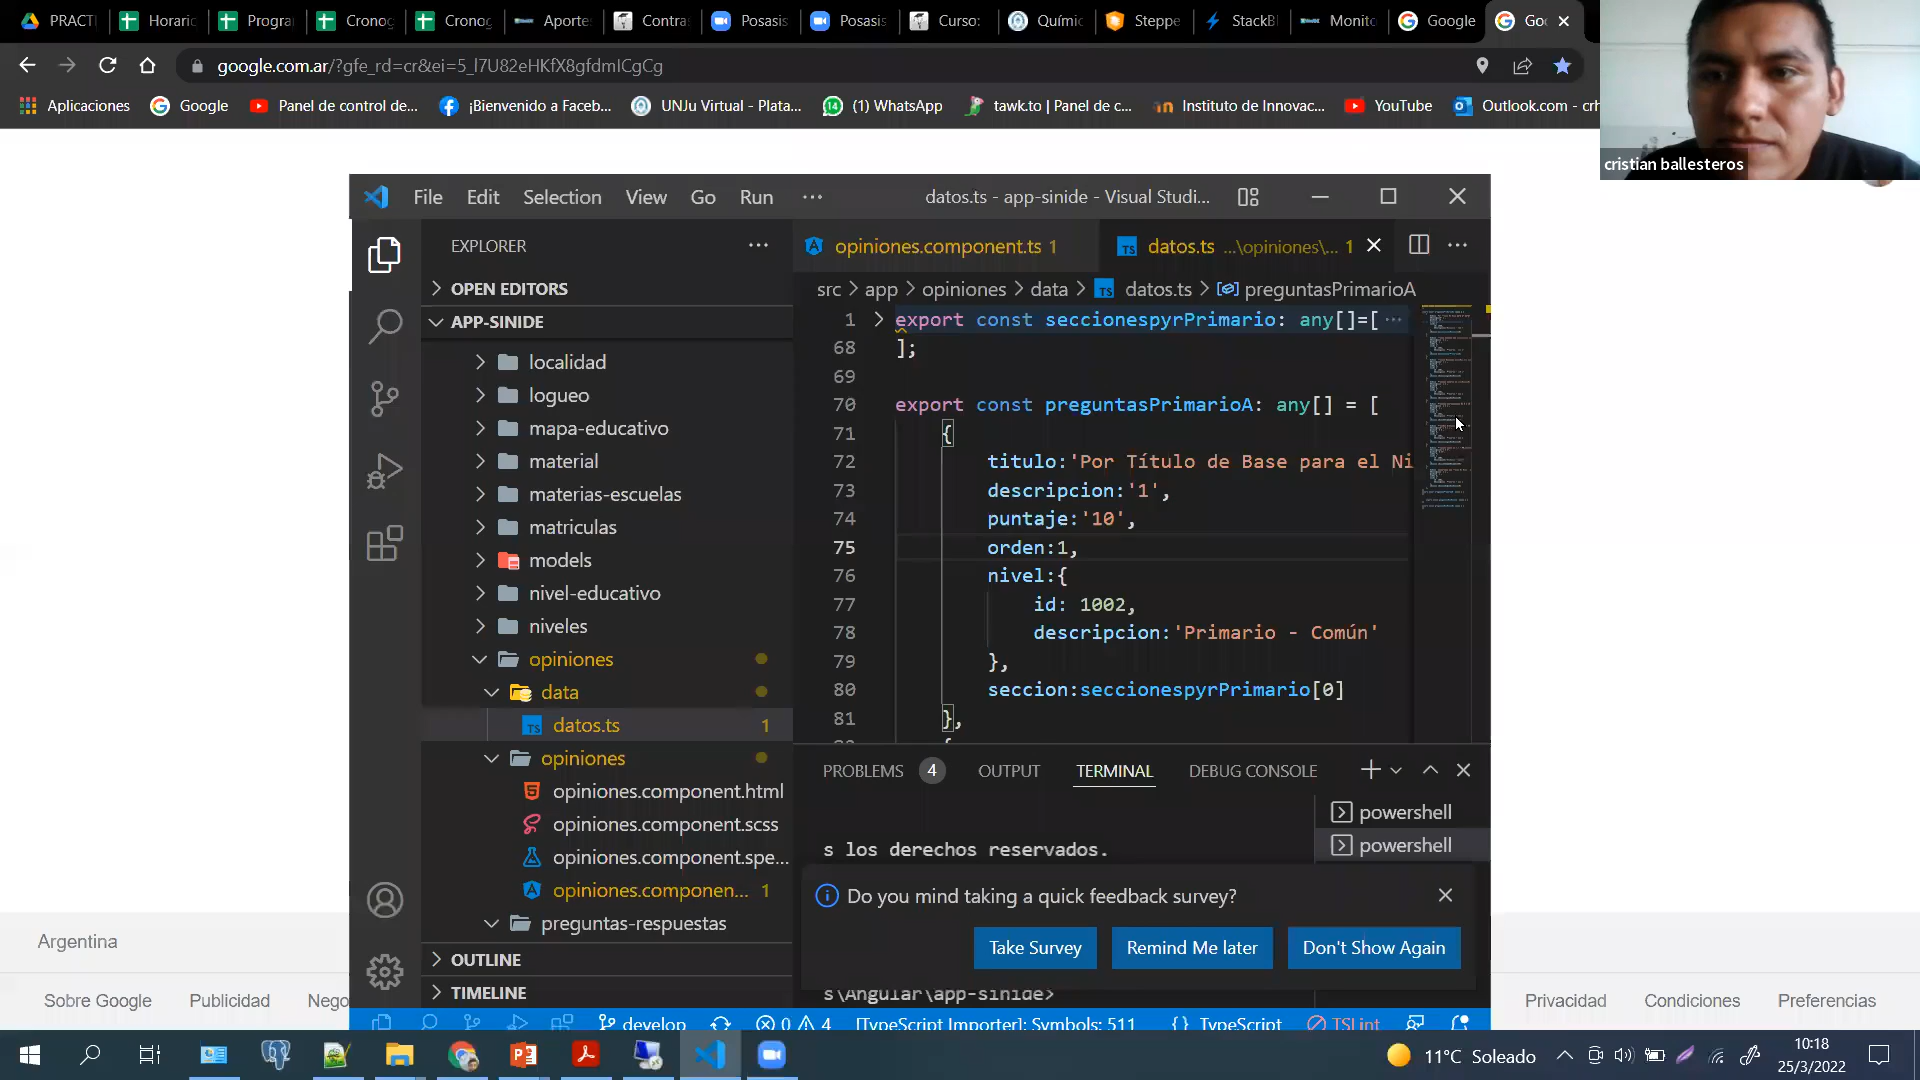 PRACTI Horario Progra Crono Crono Aporte Contra Posasis Posasis Curso: Quími Steppe StackB Monito Google Go
google.com.ar/?gfe_rd=cr&ei=5_l7U82eHKfX8gfdmICgCg
Aplicaciones Google Panel de control de... ¡Bienvenido a Faceb... UNJu Virtual - Plata... (1) WhatsApp tawk.to | Panel de c... Instituto de Innovac... YouTube Outlook.com - crh
cristian ballesteros
File Edit Selection View Go Run ··· datos.ts - app-sinide - Visual Studi...
EXPLORER ···
opiniones.component.ts 1 datos.ts ...\opiniones\... 1
OPEN EDITORS
src > app > opiniones > data > datos.ts > preguntasPrimarioA
APP-SINIDE
localidad
logueo
mapa-educativo
material
materias-escuelas
matriculas
models
nivel-educativo
niveles
opiniones
data
datos.ts 1
opiniones
opiniones.component.html
opiniones.component.scss
opiniones.component.spe...
opiniones.componen... 1
preguntas-respuestas
OUTLINE
TIMELINE
1 export const seccionespyrPrimario: any[]=[···
68 ];
69
70 export const preguntasPrimarioA: any[] = [
71 {
72 titulo:'Por Título de Base para el Ni
73 descripcion:'1',
74 puntaje:'10',
75 orden:1,
76 nivel:{
77 id: 1002,
78 descripcion:'Primario - Común'
79 },
80 seccion:seccionespyrPrimario[0]
81 },
PROBLEMS 4 OUTPUT TERMINAL DEBUG CONSOLE
powershell
powershell
s los derechos reservados.
Do you mind taking a quick feedback survey?
Take Survey Remind Me later Don't Show Again
s\Angular\app-sinide>
develop 0 4 [TypeScript Importer]: Symbols: 511 {} TypeScript TSLint
Argentina
Sobre Google Publicidad Nego
Privacidad Condiciones Preferencias
11°C Soleado
10:18
25/3/2022